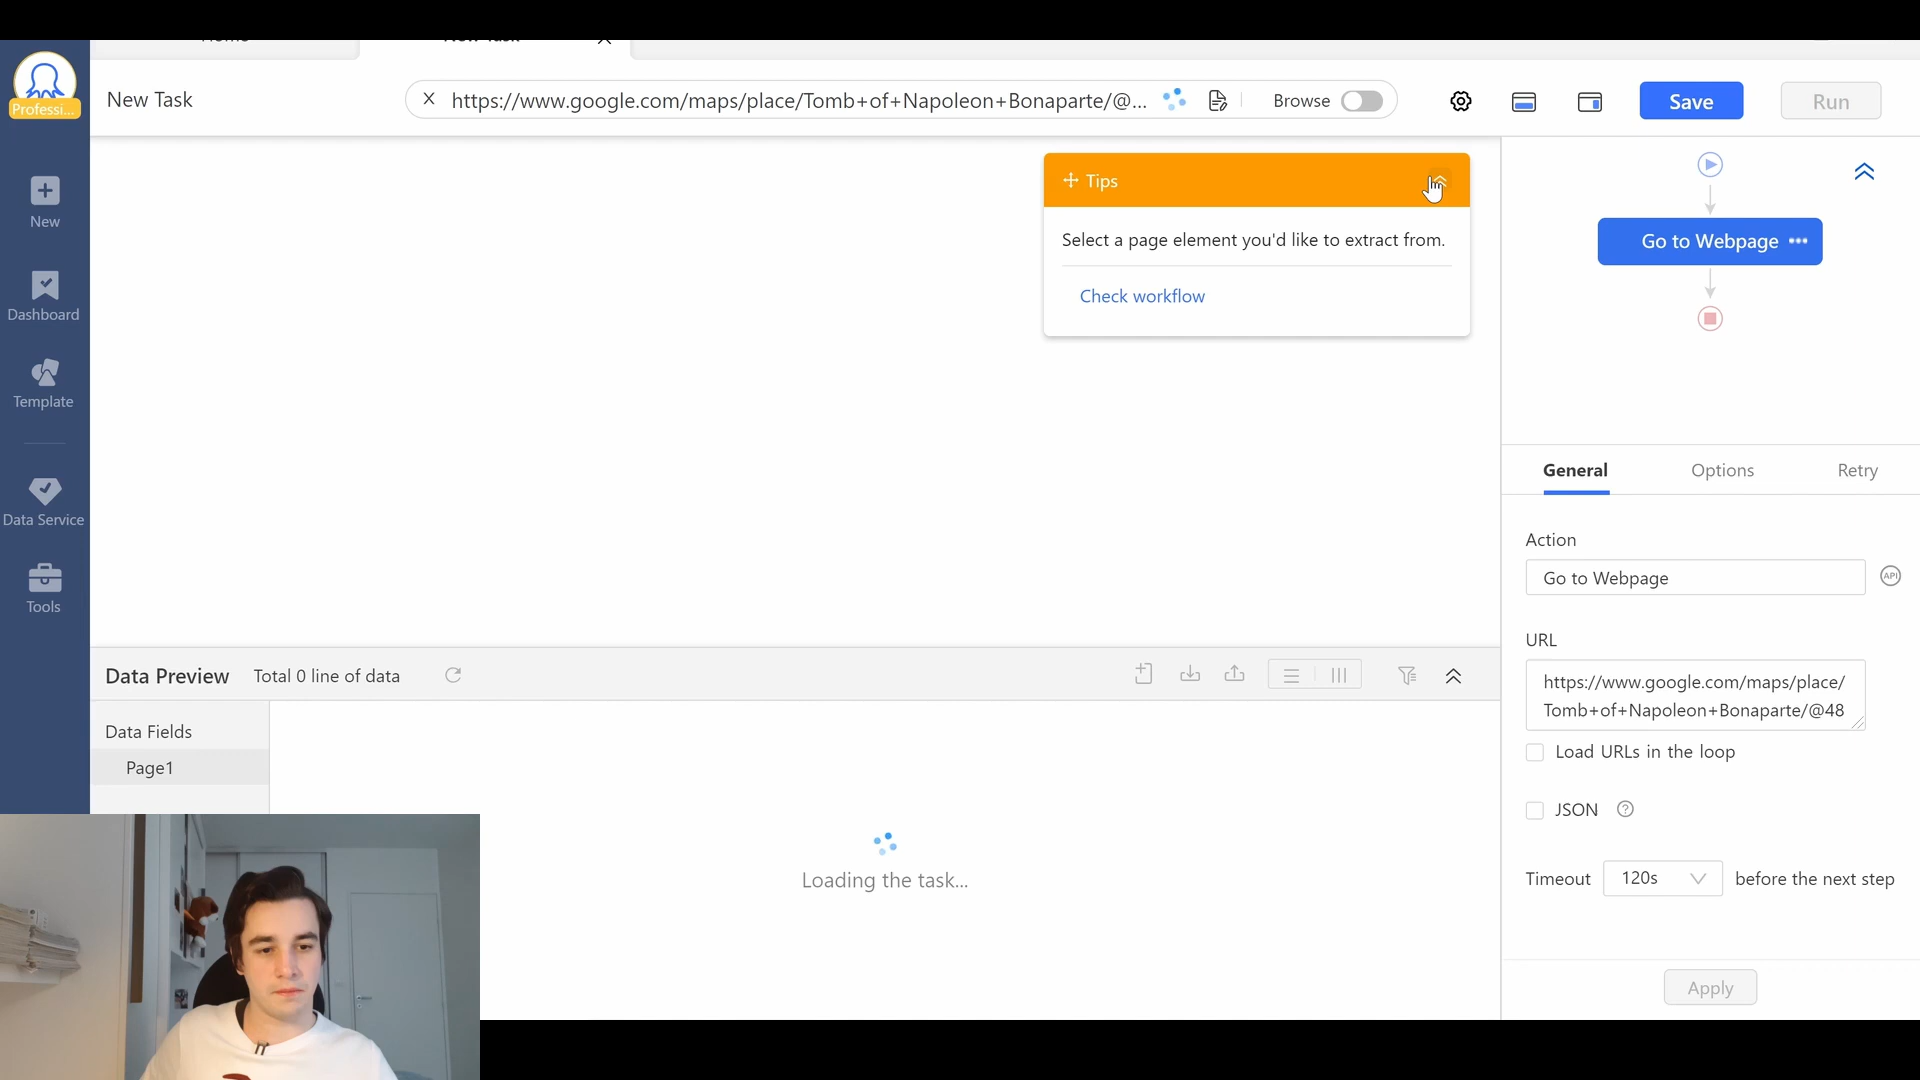 Home
New Task
Professi...
New Task
https://www.google.com/maps/place/Tomb+of+Napoleon+Bonaparte/@...
Browse
Save
Run
New
Dashboard
Template
Data Service
Tools
Tips
Select a page element you'd like to extract from.
Check workflow
Go to Webpage
General
Options
Retry
Action
Go to Webpage
API
URL
https://www.google.com/maps/place/
Tomb+of+Napoleon+Bonaparte/@48
Load URLs in the loop
JSON
Timeout
120s
before the next step
Apply
Data Preview
Total 0 line of data
Data Fields
Page1
Loading the task...